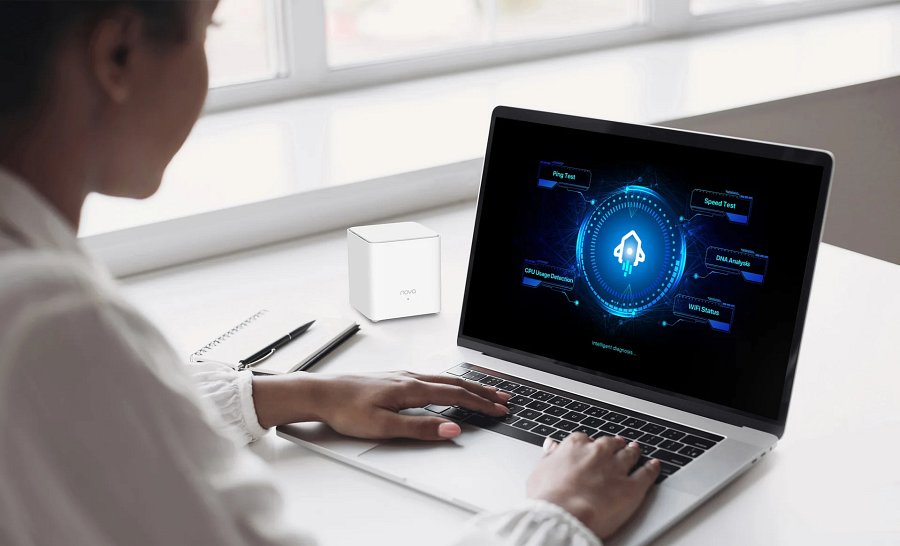 Ping Test
Speed Test
DNA Analysis
CPU Usage Detection
WiFi Status
Intelligent diagnosis...
nova